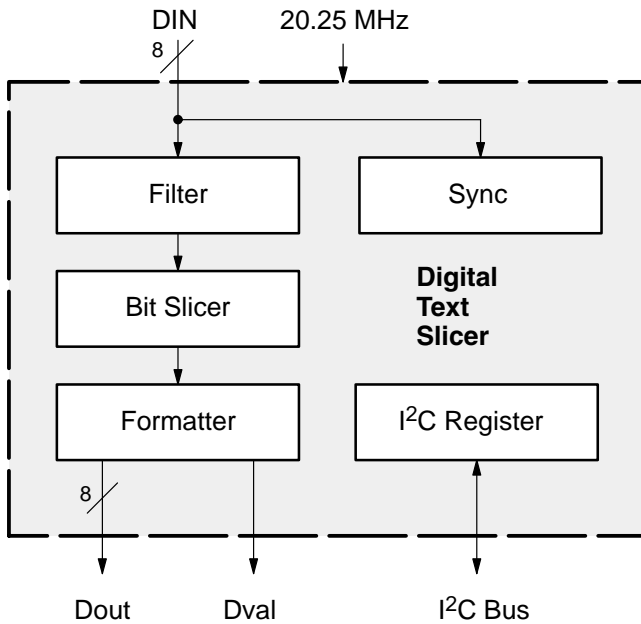 DIN 20.25 MHz
8
Filter Sync
Digital
Text
Slicer
Bit Slicer
Formatter I²C Register
8
Dout Dval I²C Bus